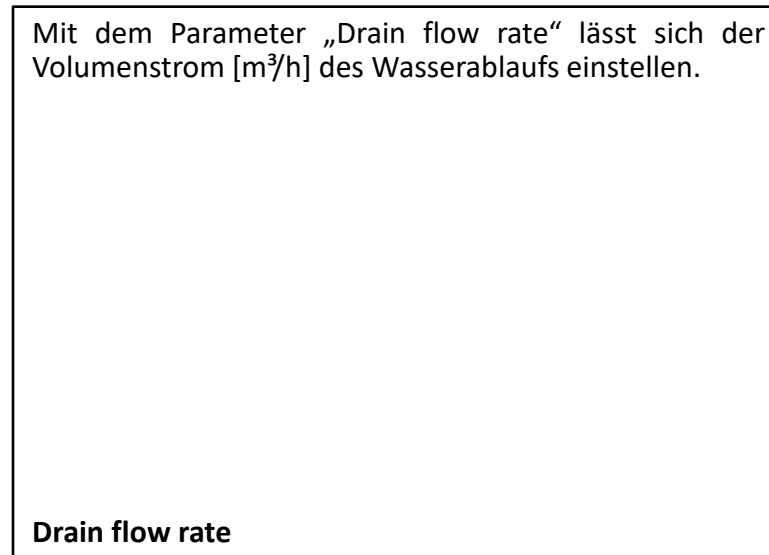 Mit dem Parameter „Drain flow rate“ lässt sich der
Volumenstrom [m³/h] des Wasserablaufs einstellen.
Drain flow rate